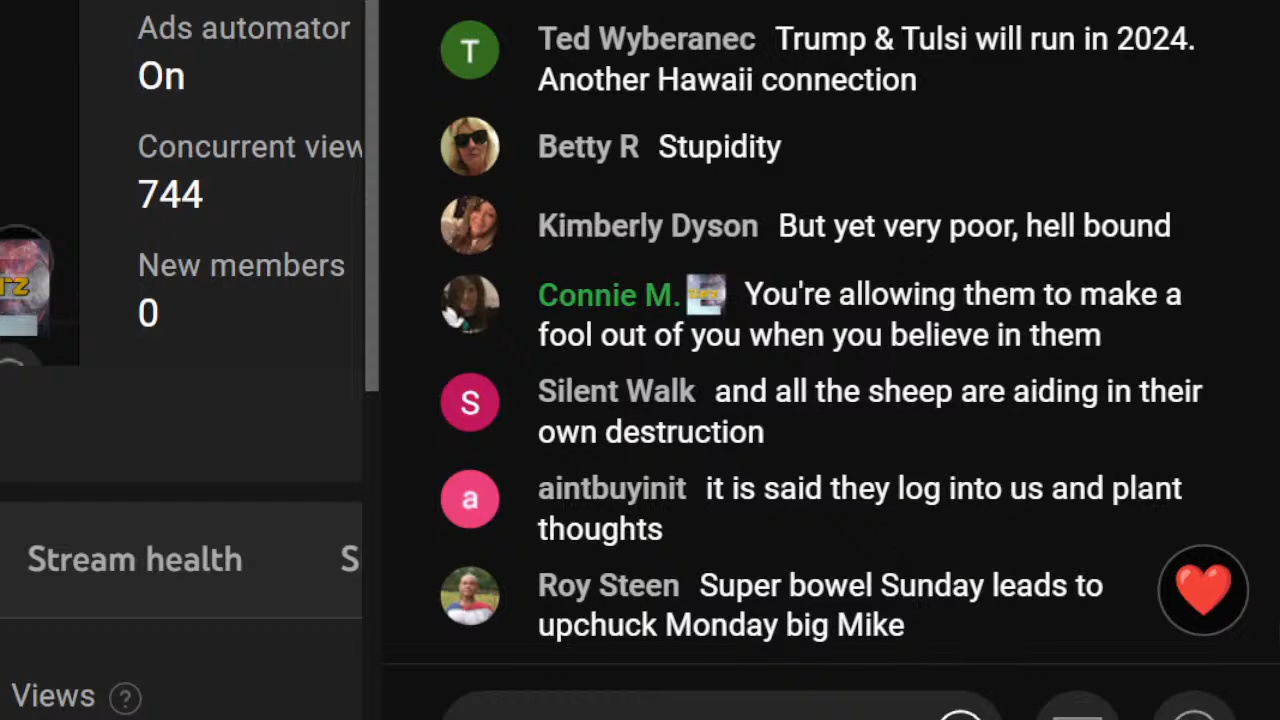 Ads automator
On
Concurrent view
744
New members
0
Stream health
S
Views ?
T
Ted Wyberanec Trump & Tulsi will run in 2024.
Another Hawaii connection
Betty R Stupidity
Kimberly Dyson But yet very poor, hell bound
Connie M. You're allowing them to make a
fool out of you when you believe in them
S
Silent Walk and all the sheep are aiding in their
own destruction
a
aintbuyinit it is said they log into us and plant
thoughts
Roy Steen Super bowel Sunday leads to
upchuck Monday big Mike